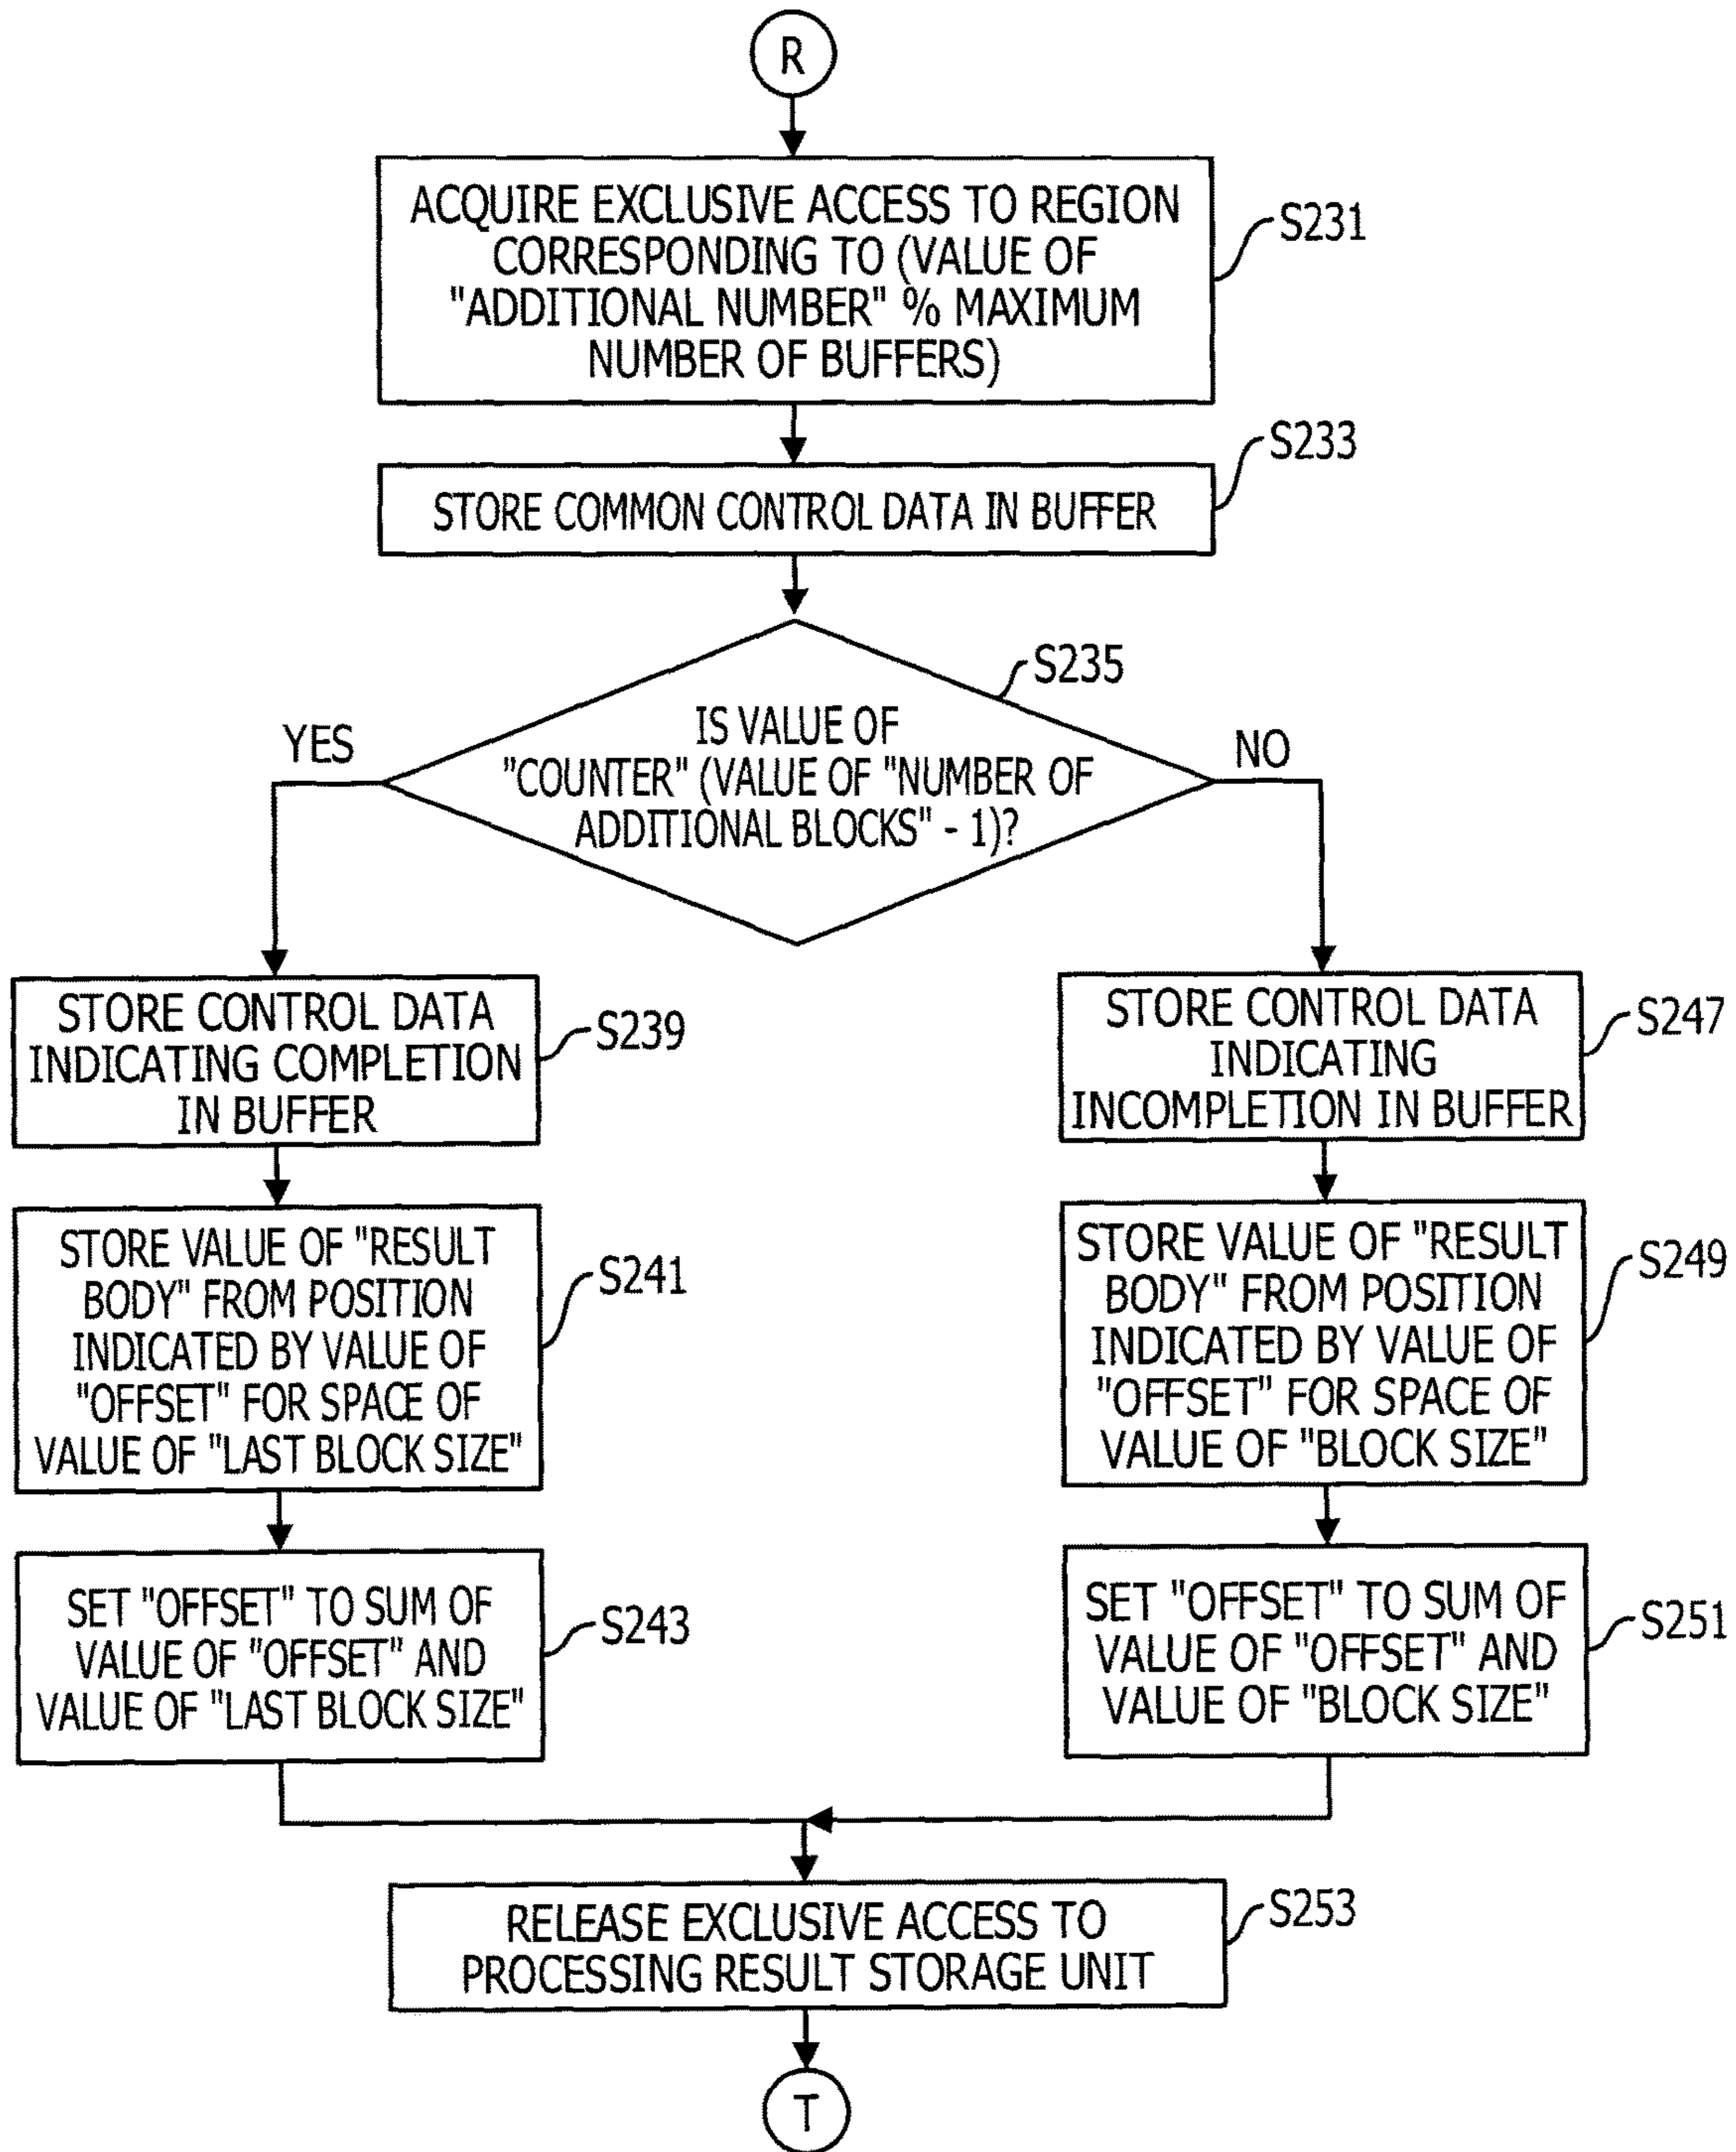 R
ACQUIRE EXCLUSIVE ACCESS TO REGION
CORRESPONDING TO (VALUE OF
"ADDITIONAL NUMBER" % MAXIMUM
NUMBER OF BUFFERS)
S231
STORE COMMON CONTROL DATA IN BUFFER
S233
IS VALUE OF
"COUNTER" (VALUE OF "NUMBER OF
ADDITIONAL BLOCKS" - 1)?
S235
YES
NO
STORE CONTROL DATA
INDICATING COMPLETION
IN BUFFER
S239
STORE VALUE OF "RESULT
BODY" FROM POSITION
INDICATED BY VALUE OF
"OFFSET" FOR SPACE OF
VALUE OF "LAST BLOCK SIZE"
S241
SET "OFFSET" TO SUM OF
VALUE OF "OFFSET" AND
VALUE OF "LAST BLOCK SIZE"
S243
STORE CONTROL DATA
INDICATING
INCOMPLETION IN BUFFER
S247
STORE VALUE OF "RESULT
BODY" FROM POSITION
INDICATED BY VALUE OF
"OFFSET" FOR SPACE OF
VALUE OF "BLOCK SIZE"
S249
SET "OFFSET" TO SUM OF
VALUE OF "OFFSET" AND
VALUE OF "BLOCK SIZE"
S251
RELEASE EXCLUSIVE ACCESS TO
PROCESSING RESULT STORAGE UNIT
S253
T